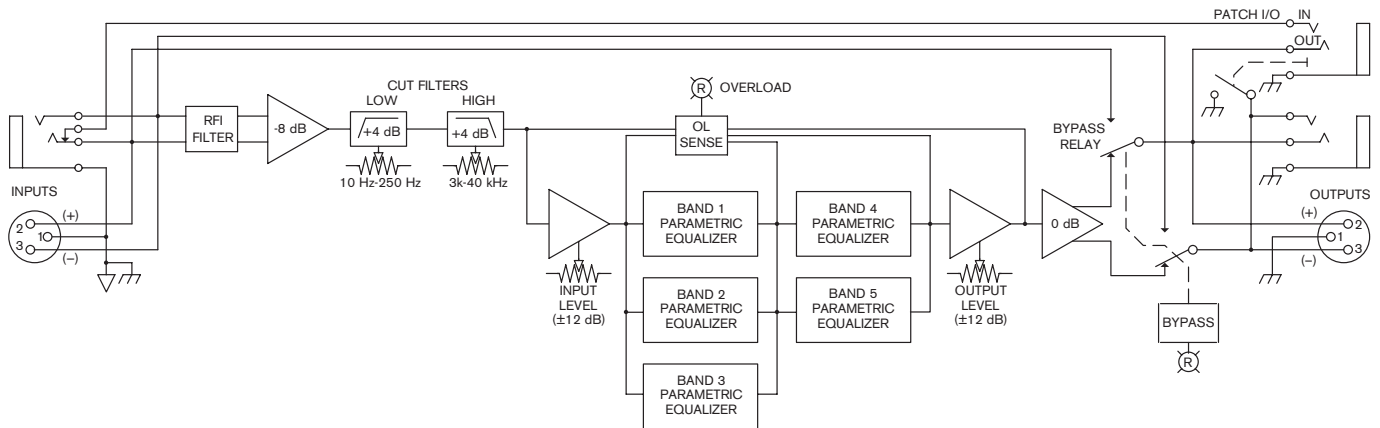 PATCH I/O
IN
OUT
CUT FILTERS
LOW
HIGH
R
OVERLOAD
RFI
FILTER
-8 dB
+4 dB
+4 dB
OL
SENSE
BYPASS
RELAY
10 Hz-250 Hz
3k-40 kHz
INPUTS
(+)
2
1
3
(-)
BAND 1
PARAMETRIC
EQUALIZER
BAND 4
PARAMETRIC
EQUALIZER
0 dB
OUTPUTS
(+)
2
1
3
(-)
INPUT
LEVEL
(±12 dB)
BAND 2
PARAMETRIC
EQUALIZER
BAND 5
PARAMETRIC
EQUALIZER
OUTPUT
LEVEL
(±12 dB)
BYPASS
R
BAND 3
PARAMETRIC
EQUALIZER